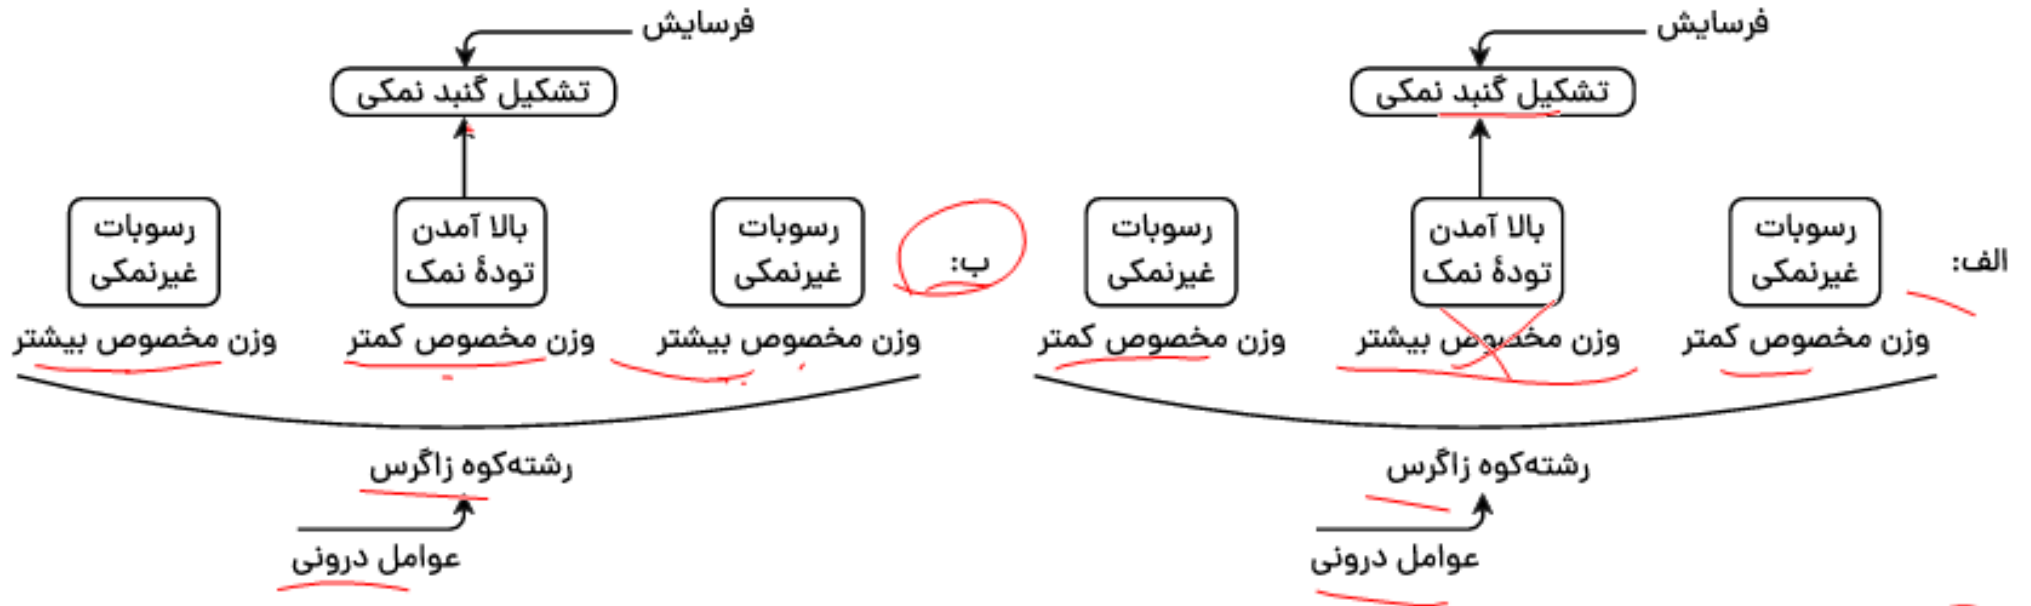 فرسایش
تشکیل گنبد نمکی
الف:
رسوبات
غیرنمکی
بالا آمدن
تودهٔ نمک
رسوبات
غیرنمکی
وزن مخصوص کمتر
وزن مخصوص بیشتر
وزن مخصوص کمتر
رشته‌کوه زاگرس
عوامل درونی
فرسایش
تشکیل گنبد نمکی
ب:
رسوبات
غیرنمکی
بالا آمدن
تودهٔ نمک
رسوبات
غیرنمکی
وزن مخصوص بیشتر
وزن مخصوص کمتر
وزن مخصوص بیشتر
رشته‌کوه زاگرس
عوامل درونی